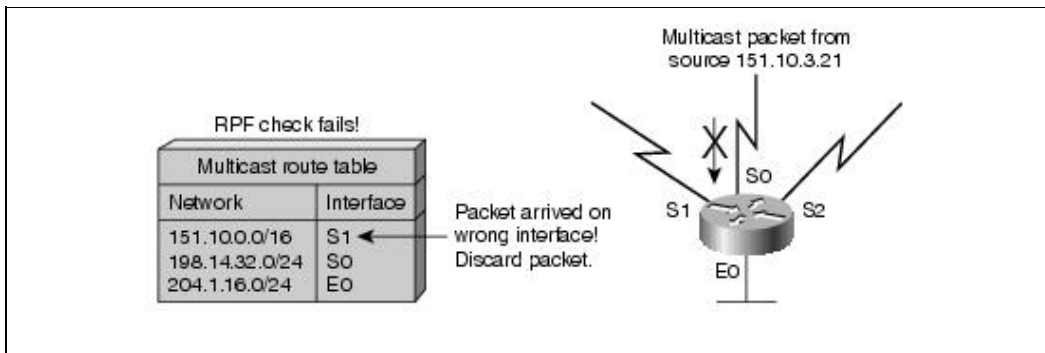 Multicast packet from
source 151.10.3.21
RPF check fails!
Multicast route table
Network Interface
151.10.0.0/16 S1
198.14.32.0/24 S0
204.1.16.0/24 E0
Packet arrived on
wrong interface!
Discard packet.
X
S0
S1
S2
E0